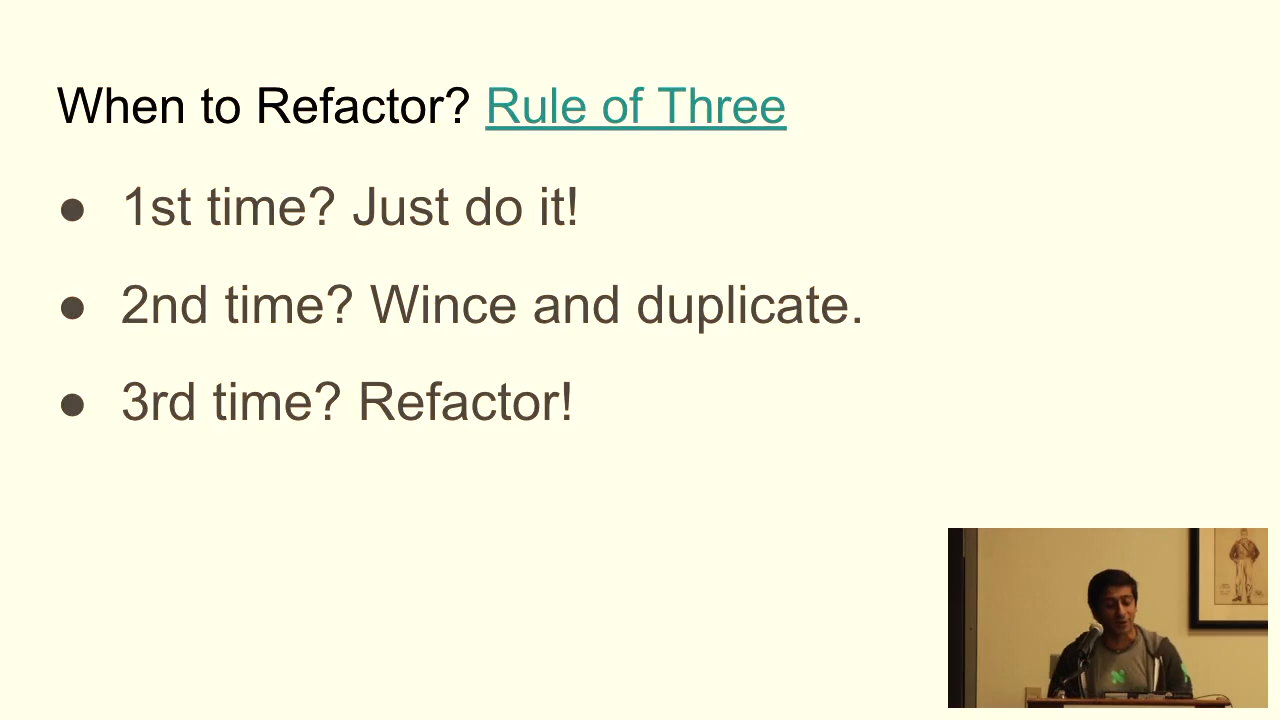 When to Refactor? Rule of Three
● 1st time? Just do it!
● 2nd time? Wince and duplicate.
● 3rd time? Refactor!